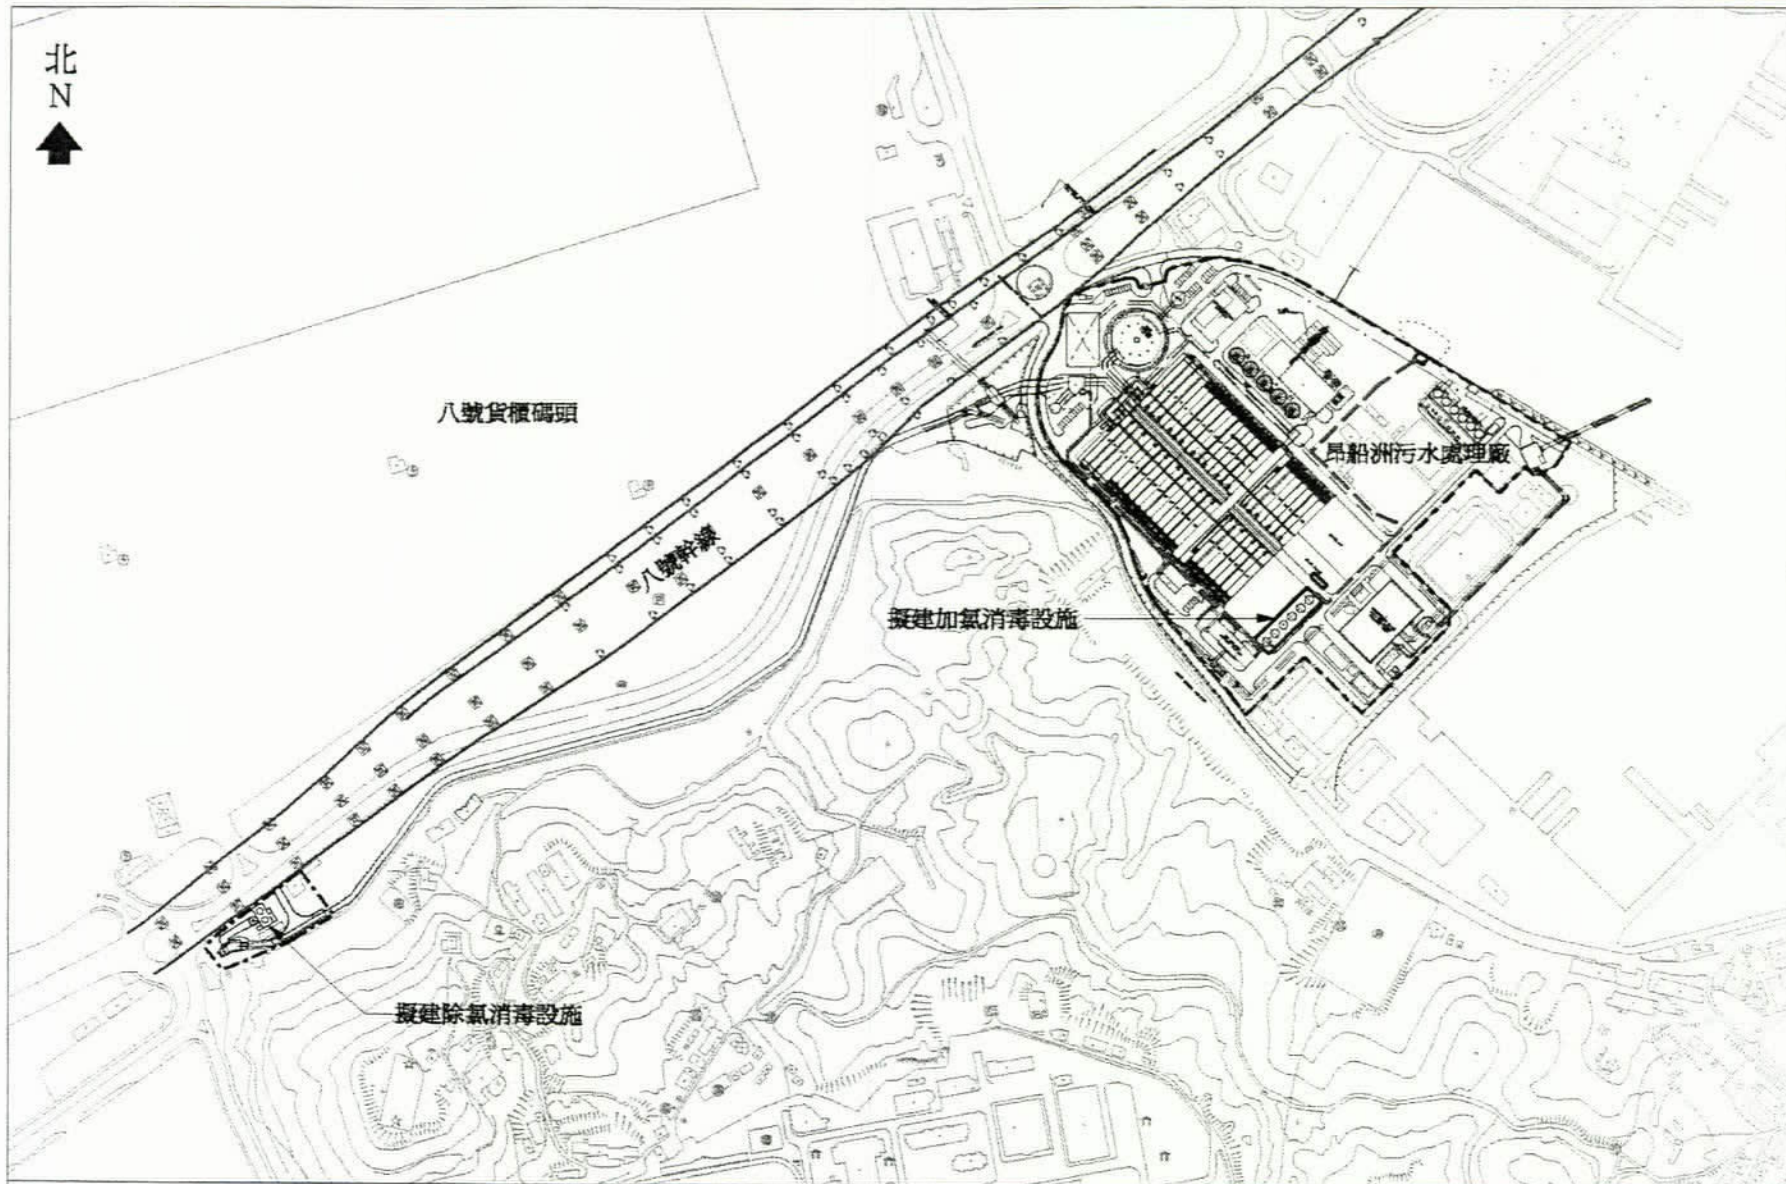 北
N
八號貨櫃碼頭
昂船洲污水處理廠
八號幹線
擬建加氯消毒設施
擬建除氯消毒設施